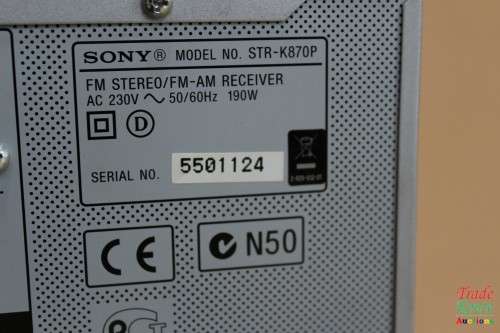 SONY® MODEL NO. STR-K870P
FM STEREO/FM-AM RECEIVER
AC 230V ~ 50/60Hz 190W
D
SERIAL NO. 5501124
CE
N50
Trade
Auctions